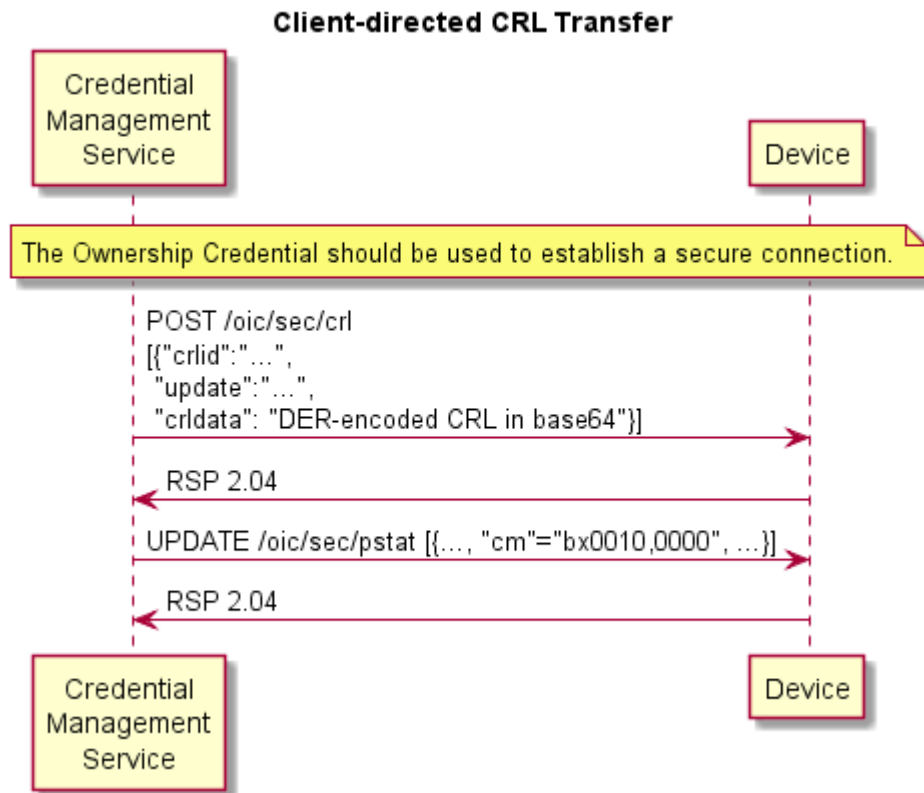 Client-directed CRL Transfer
Credential
Management
Service
Device
The Ownership Credential should be used to establish a secure connection.
POST /oic/sec/crl
[{"crlid":"...",
"update":"...",
"crldata": "DER-encoded CRL in base64"}]
RSP 2.04
UPDATE /oic/sec/pstat [{..., "cm"="bx0010,0000", ...}]
RSP 2.04
Credential
Management
Service
Device